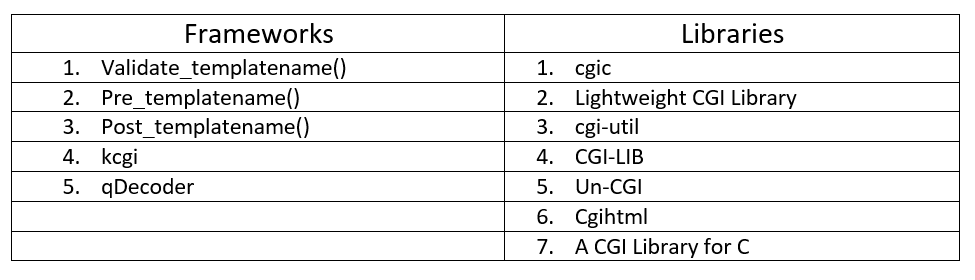 Frameworks Libraries
1. Validate_templatename() 1. cgic
2. Pre_templatename() 2. Lightweight CGI Library
3. Post_templatename() 3. cgi-util
4. kcgi 4. CGI-LIB
5. qDecoder 5. Un-CGI
6. Cgihtml
7. A CGI Library for C